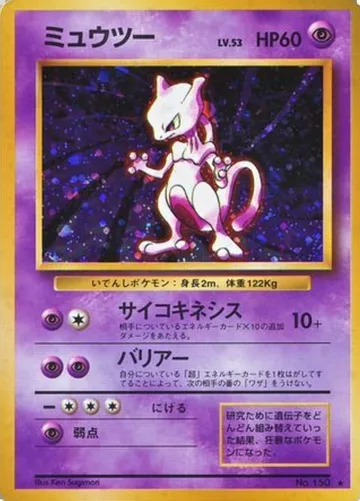 ミュウツー LV.53 HP60
いでんしポケモン:身長2m、体重122Kg
サイコキネシス 10+
相手についているエネルギーカード×10の追加
ダメージをあたえる。
バリアー
自分についている「超」エネルギーカードを1枚はがしてす
てることによって、次の相手の番の「ワザ」をうけない。
にげる
弱点
研究ために遺伝子をど
んどん組み替えていっ
た結果、狂暴なポケモ
ンになった。
Illus. Ken Sugimori
No.150 ★